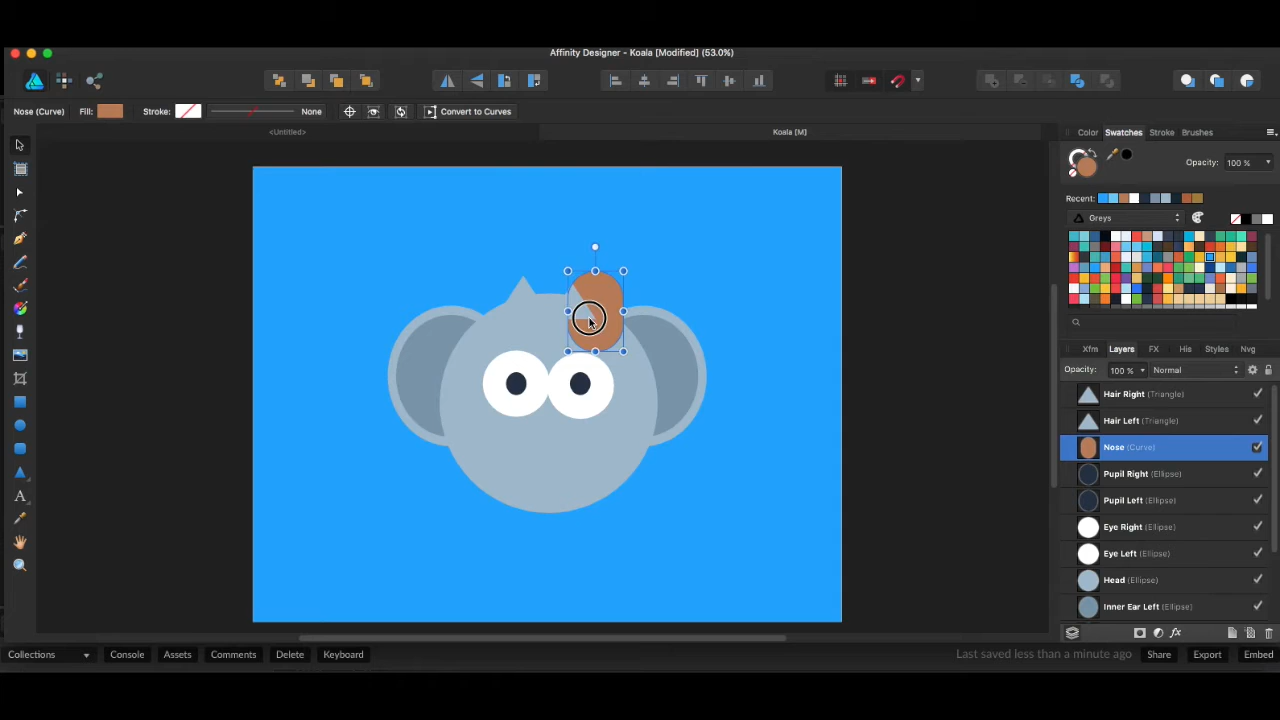 Affinity Designer - Koala [Modified] (53.0%)
Nose (Curve) Fill: Stroke: None Convert to Curves
<Untitled> Koala [M]
Color Swatches Stroke Brushes
Opacity: 100 %
Recent:
Greys
Xfm Layers FX His Styles Nvg
Opacity: 100 % Normal
Hair Right (Triangle)
Hair Left (Triangle)
Nose (Curve)
Pupil Right (Ellipse)
Pupil Left (Ellipse)
Eye Right (Ellipse)
Eye Left (Ellipse)
Head (Ellipse)
Inner Ear Left (Ellipse)
Collections Console Assets Comments Delete Keyboard Last saved less than a minute ago Share Export Embed